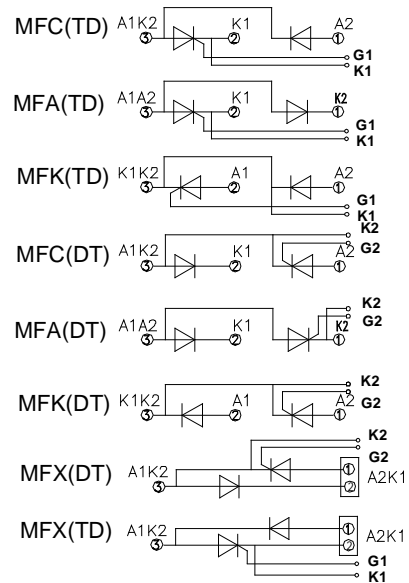 MFC(TD) A1K2 3 K1 2 A2 1
G1
K1
MFA(TD) A1A2 3 K1 2 K2 1
G1
K1
MFK(TD) K1K2 3 A1 2 A2 1
G1
K1
MFC(DT) A1K2 3 K1 2 A2 1
K2
G2
MFA(DT) A1A2 3 K1 2 K2 1
K2
G2
MFK(DT) K1K2 3 A1 2 A2 1
K2
G2
MFX(DT) A1K2 3 1 2 A2K1
K2
G2
MFX(TD) A1K2 3 1 2 A2K1
G1
K1